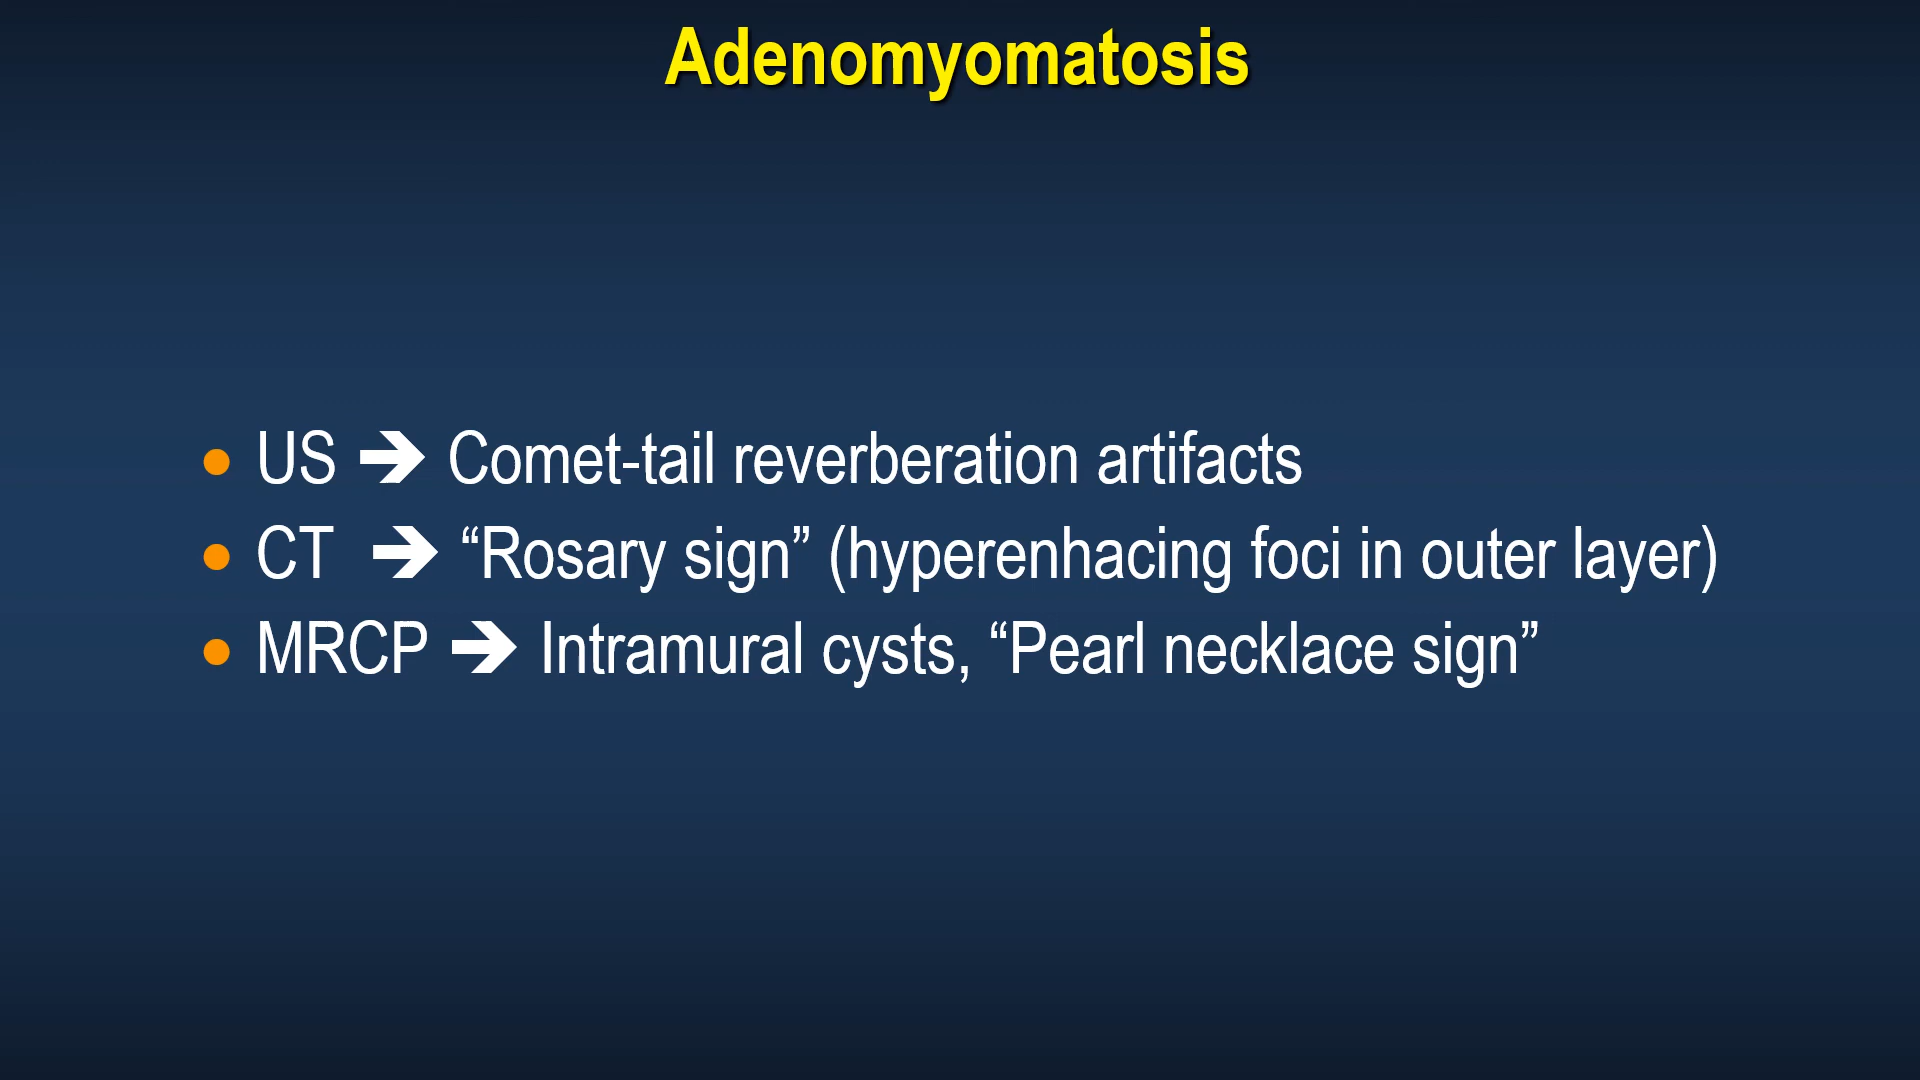 Adenomyomatosis
● US ➔ Comet-tail reverberation artifacts
● CT ➔ “Rosary sign” (hyperenhacing foci in outer layer)
● MRCP ➔ Intramural cysts, “Pearl necklace sign”